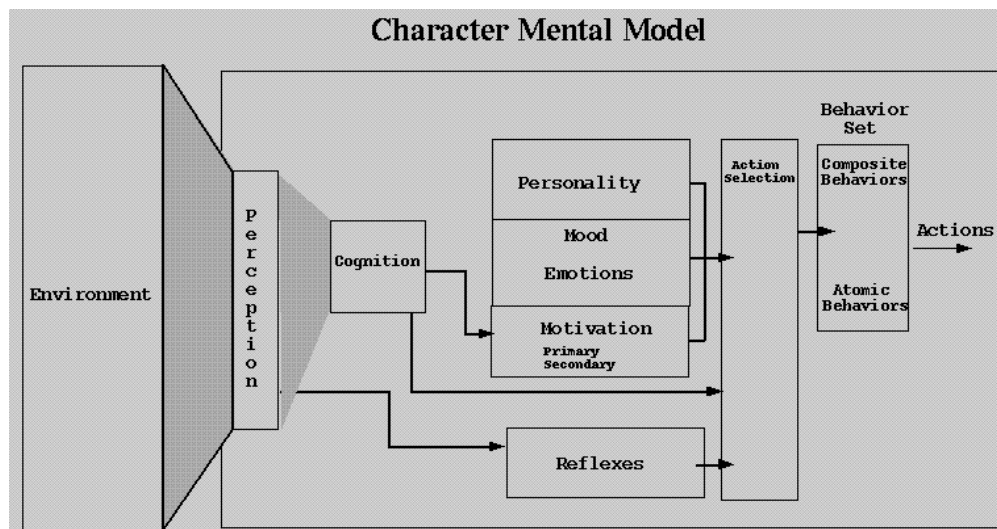 Character Mental Model
Environment
Perception
Cognition
Personality
Mood
Emotions
Motivation
Primary
Secondary
Reflexes
Action
Selection
Behavior
Set
Composite
Behaviors
Atomic
Behaviors
Actions